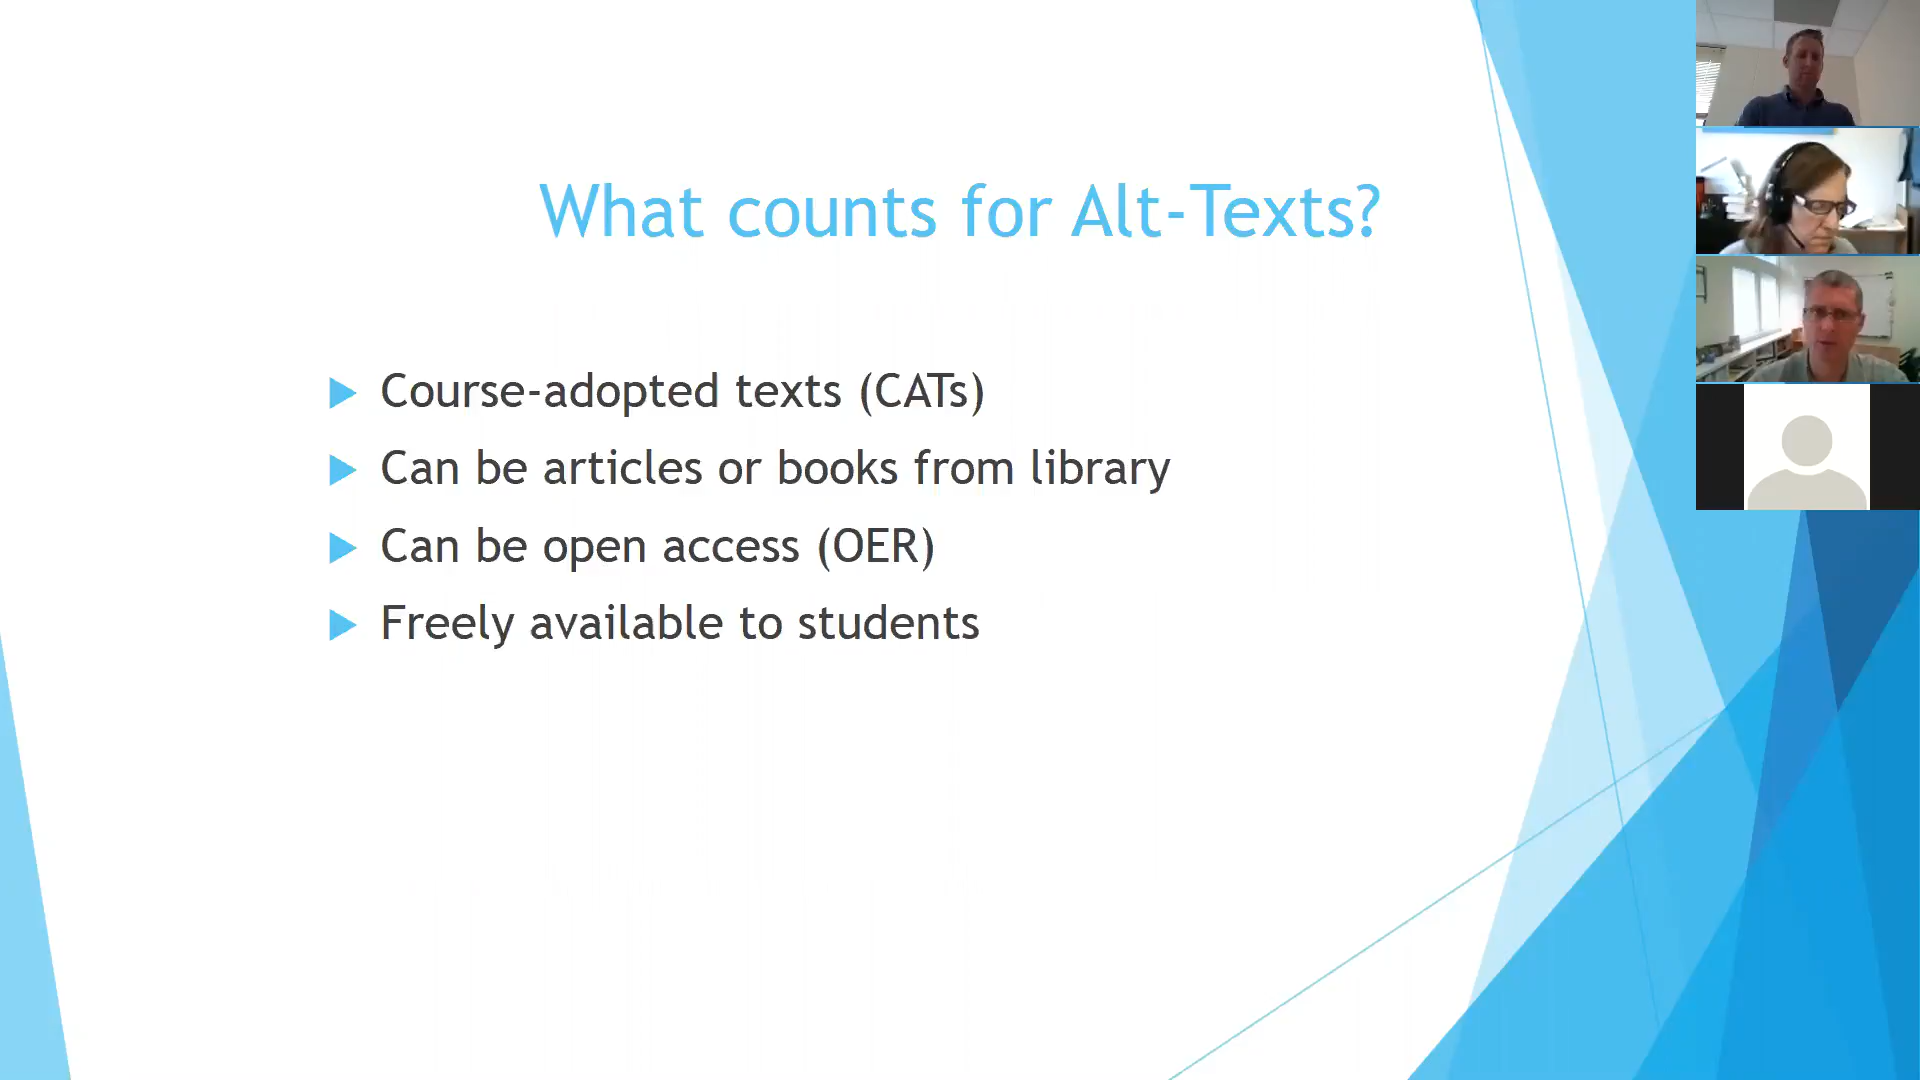 What counts for Alt-Texts?
Course-adopted texts (CATs)
Can be articles or books from library
Can be open access (OER)
Freely available to students